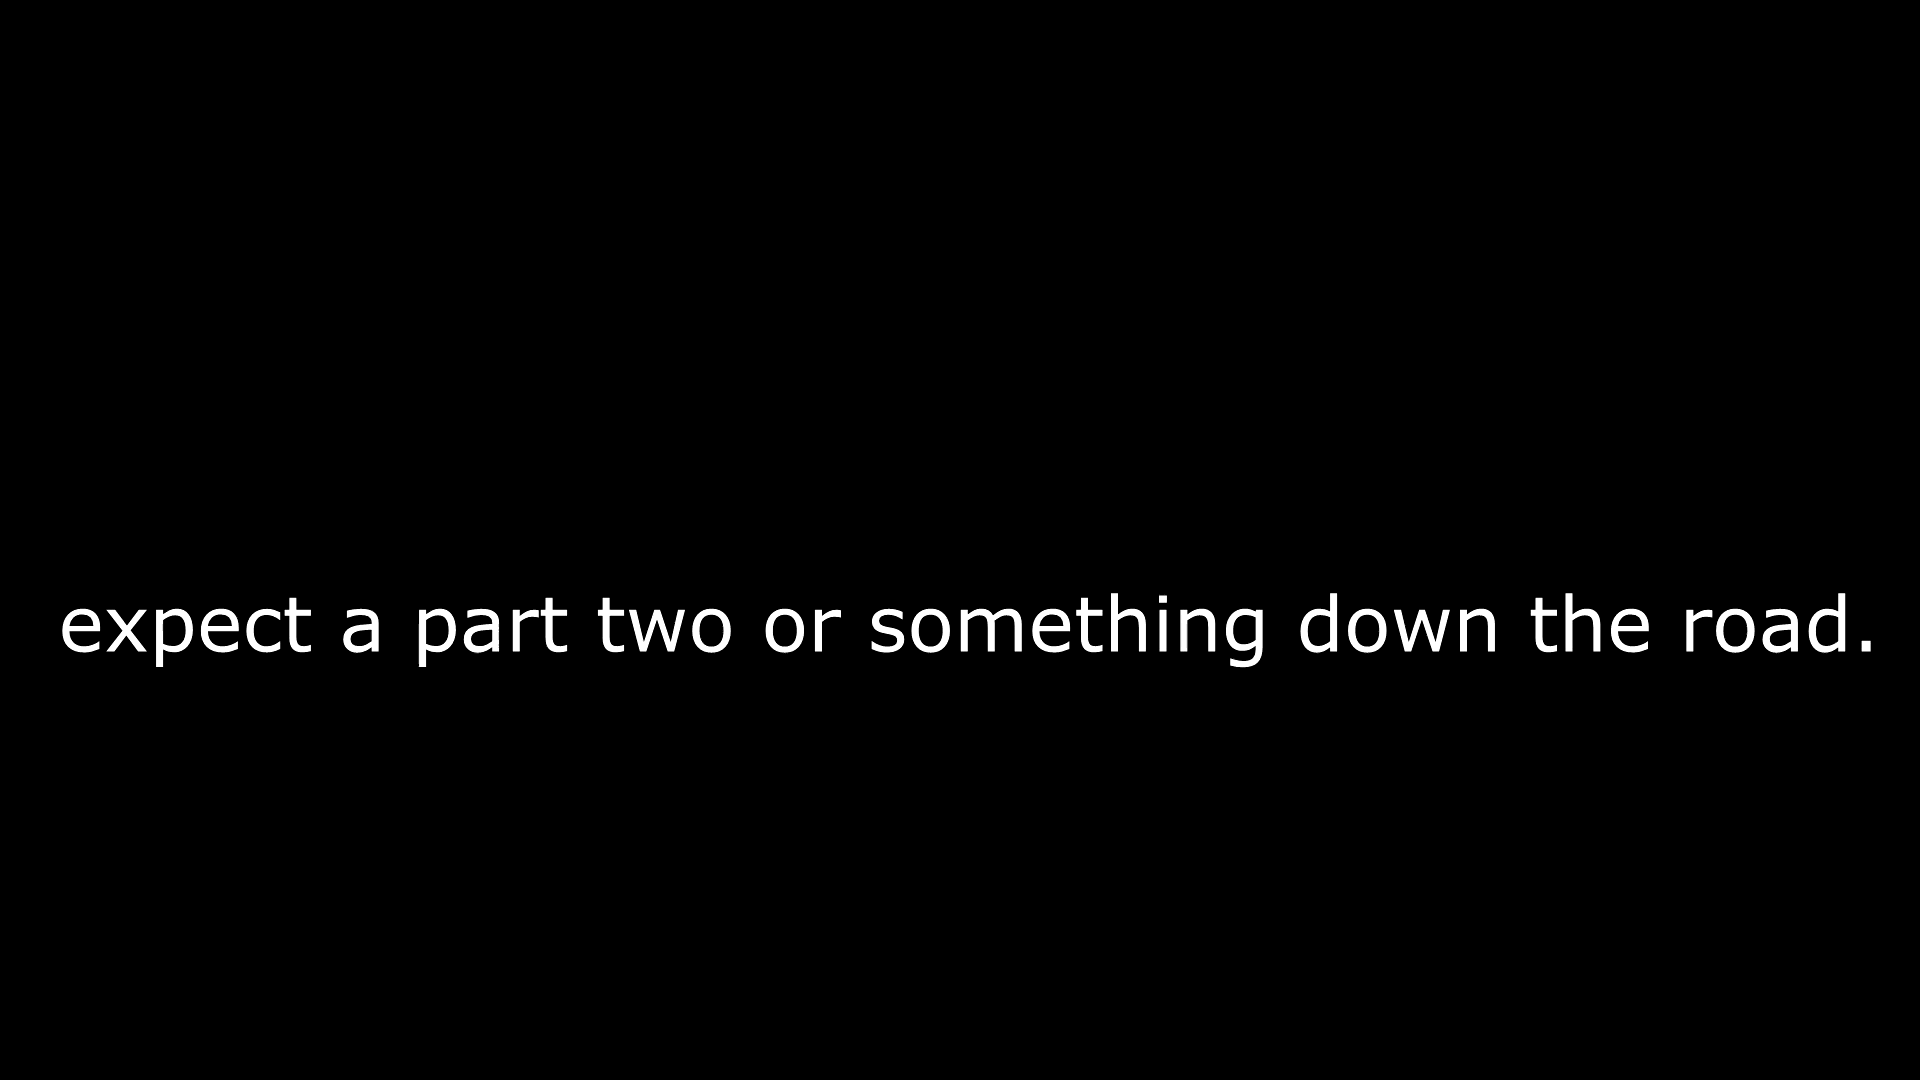 expect a part two or something down the road.